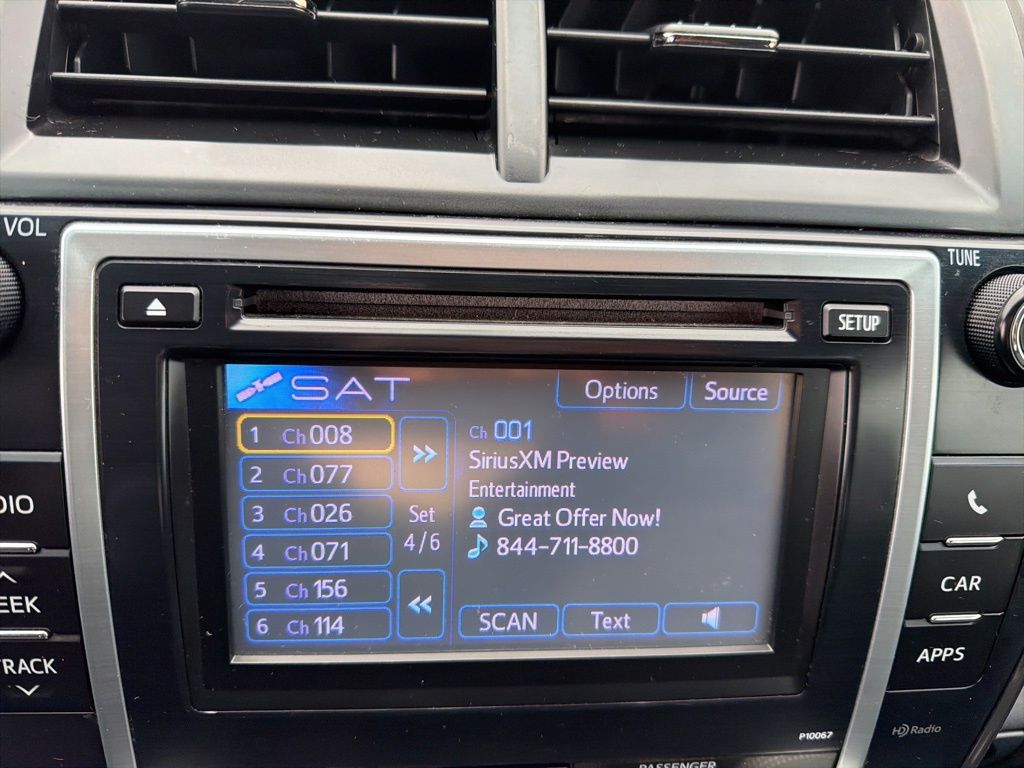 VOL
TUNE
SETUP
SAT
Options
Source
1 Ch 008
2 Ch 077
3 Ch 026
4 Ch 071
5 Ch 156
6 Ch 114
Set
4/6
Ch 001
SiriusXM Preview
Entertainment
Great Offer Now!
844-711-8800
SCAN
Text
TRACK
CAR
APPS
P10067
HD Radio
PASSENGER